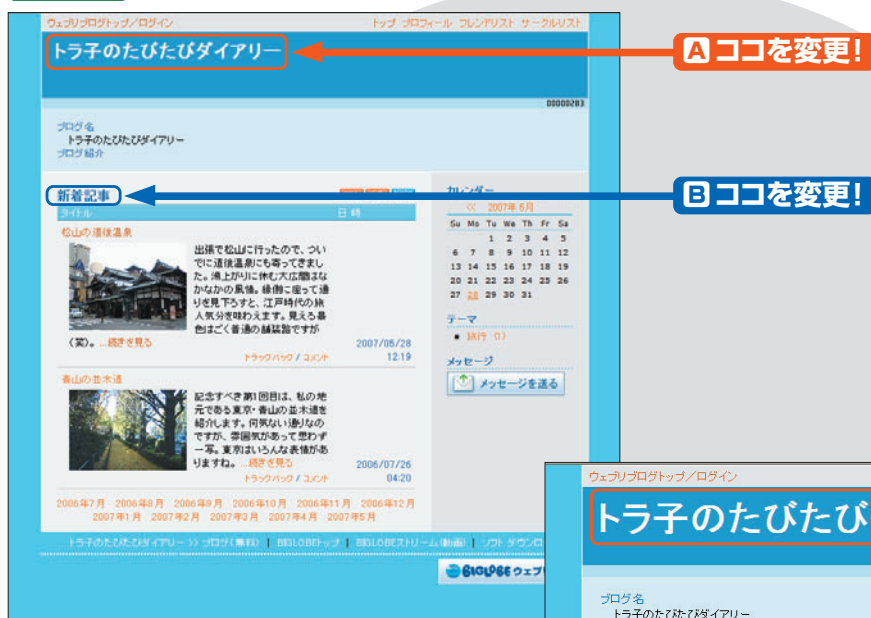 ウェブリブログトップ/ログイン
トップ プロフィール フレンドリスト サークルリスト
トラ子のたびたびダイアリー
A ココを変更!
00000283
ブログ名
トラ子のたびたびダイアリー
ブログ紹介
新着記事
B ココを変更!
タイトル 日時
松山の道後温泉
出張で松山に行ったので、つい
でに道後温泉にも寄ってきまし
た。湯上がりに休む大広間はな
かなかの風情。縁側に座って通
りを見下ろすと、江戸時代の旅
人気分を味わえます。見える景
色はごく普通の舗装路ですが
(笑)。...続きを見る
2007/05/28
12:19
トラックバック / コメント
青山の並木道
記念すべき第1回目は、私の地
元である東京・青山の並木道を
紹介します。何気ない通りなの
ですが、雰囲気があって思わず
一写。東京はいろんな表情があ
りますね。...続きを見る
2006/07/26
04:20
トラックバック / コメント
2006年7月 2006年8月 2006年9月 2006年10月 2006年11月 2006年12月
2007年1月 2007年2月 2007年3月 2007年4月 2007年5月
カレンダー
<< 2007年 5月
Su Mo Tu We Th Fr Sa
1 2 3 4 5
6 7 8 9 10 11 12
13 14 15 16 17 18 19
20 21 22 23 24 25 26
27 28 29 30 31
テーマ
旅行 (1)
メッセージ
メッセージを送る
トラ子のたびたびダイアリー >> ブログ(無料) | BIGLOBEトップ | BIGLOBEストリーム(動画) | ソフト ダウンロ
BIGLOBE ウェブ
ウェブリブログトップ/ログイン
トラ子のたびたび
ブログ名
トラ子のたびたびダイアリー